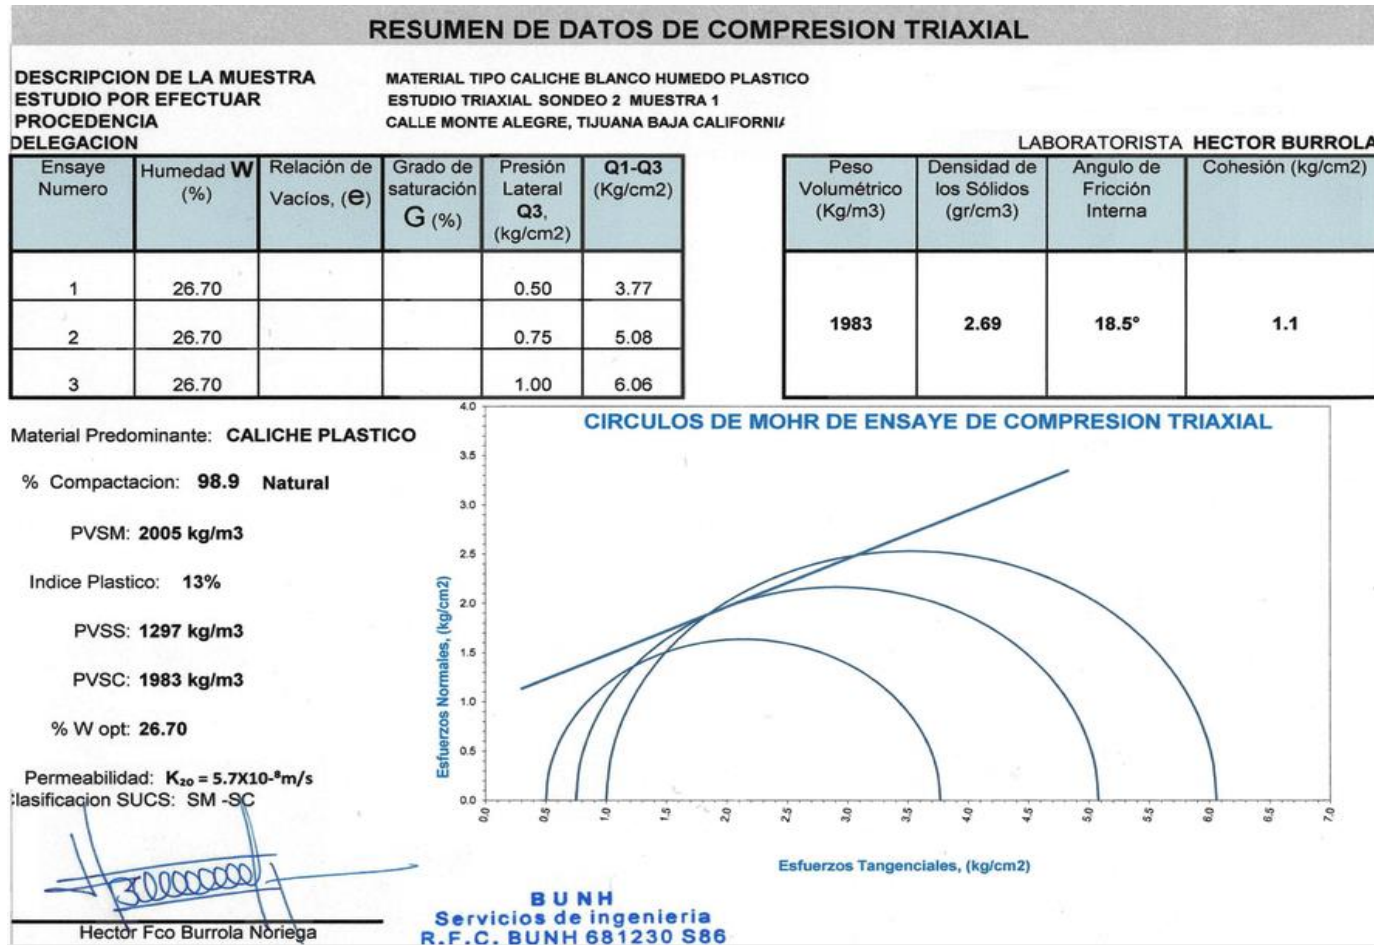 RESUMEN DE DATOS DE COMPRESION TRIAXIAL
DESCRIPCION DE LA MUESTRA MATERIAL TIPO CALICHE BLANCO HUMEDO PLASTICO
ESTUDIO POR EFECTUAR ESTUDIO TRIAXIAL SONDEO 2 MUESTRA 1
PROCEDENCIA CALLE MONTE ALEGRE, TIJUANA BAJA CALIFORNIA
DELEGACION
LABORATORISTA HECTOR BURROLA
Ensaye Numero Humedad W (%) Relación de Vacíos, (e) Grado de saturación G (%) Presión Lateral Q3, (kg/cm2) Q1-Q3 (Kg/cm2)
1 26.70 0.50 3.77
2 26.70 0.75 5.08
3 26.70 1.00 6.06
Peso Volumétrico (Kg/m3) Densidad de los Sólidos (gr/cm3) Angulo de Fricción Interna Cohesión (kg/cm2)
1983 2.69 18.5° 1.1
Material Predominante: CALICHE PLASTICO
% Compactacion: 98.9 Natural
PVSM: 2005 kg/m3
Indice Plastico: 13%
PVSS: 1297 kg/m3
PVSC: 1983 kg/m3
% W opt: 26.70
Permeabilidad: K₂₀ = 5.7X10-⁸m/s
lasificacion SUCS: SM -SC
Hector Fco Burrola Noriega
CIRCULOS DE MOHR DE ENSAYE DE COMPRESION TRIAXIAL
Esfuerzos Normales, (kg/cm2)
4.0
3.5
3.0
2.5
2.0
1.5
1.0
0.5
0.0
0.0 0.5 1.0 1.5 2.0 2.5 3.0 3.5 4.0 4.5 5.0 5.5 6.0 6.5 7.0
Esfuerzos Tangenciales, (kg/cm2)
BUNH
Servicios de ingenieria
R.F.C. BUNH 681230 S86